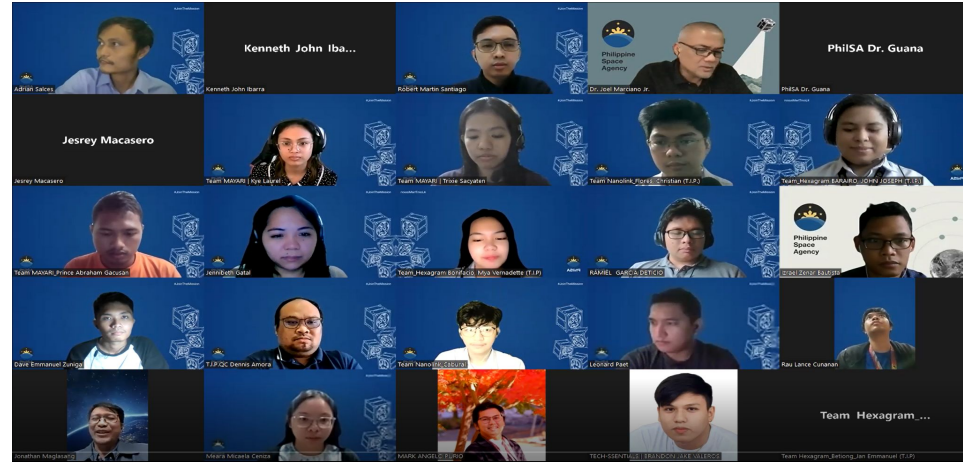 Adrian Salces
Kenneth John Iba...
Kenneth John Ibarra
Robert Martin Santiago
Philippine
Space
Agency
Dr. Joel Marciano Jr.
PhilSA Dr. Guana
PhilSA Dr. Guana
Jesrey Macasero
Jesrey Macasero
Team MAYARI | Kye Laurel
Team MAYARI | Trixie Sacyaten
Team Nanolink_Flores, Christian (T.I.P.)
Team_Hexagram BARAIRO, JOHN JOSEPH (T.I.P.)
Team MAYARI_Prince Abraham Gacusan
Jennibeth Gatal
Team_Hexagram Bonifacio, Mya Vernadette (T.I.P)
RAMIEL GARCIA DETICIO
Philippine
Space
Agency
Izrael Zenar Bautista
Dave Emmanuel Zuniga
T.I.P.QC Dennis Amora
Team Nanolink_Cabural
Leonard Paet
Rau Lance Cunanan
Jonathan Maglasang
Meara Micaela Ceniza
MARK ANGELO PURIO
TECH-SSENTIALS | BRANDON JAKE VALEROS
Team Hexagram_...
Team Hexagram_Betiong_Jan Emmanuel (T.I.P)